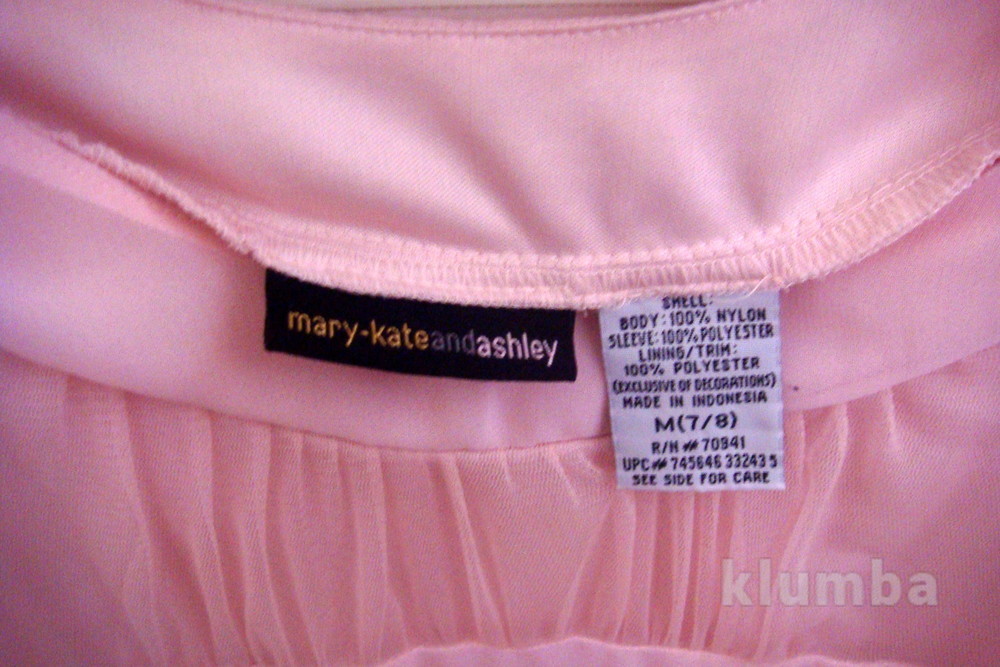 mary-kateandashley
SHELL:
BODY: 100% NYLON
SLEEVE: 100% POLYESTER
LINING/TRIM:
100% POLYESTER
(EXCLUSIVE OF DECORATIONS)
MADE IN INDONESIA
M(7/8)
R/N # 70941
UPC# 745646 33243 5
SEE SIDE FOR CARE
klumba